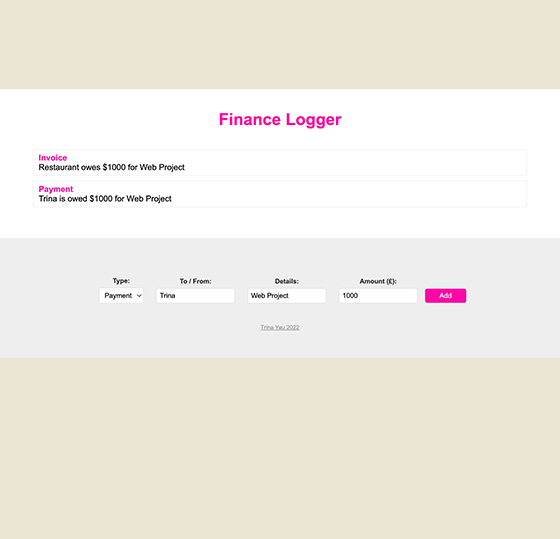 Finance Logger
Invoice
Restaurant owes $1000 for Web Project
Payment
Trina is owed $1000 for Web Project
Type: To / From: Details: Amount (£):
Payment Trina Web Project 1000 Add
Trina Yau 2022